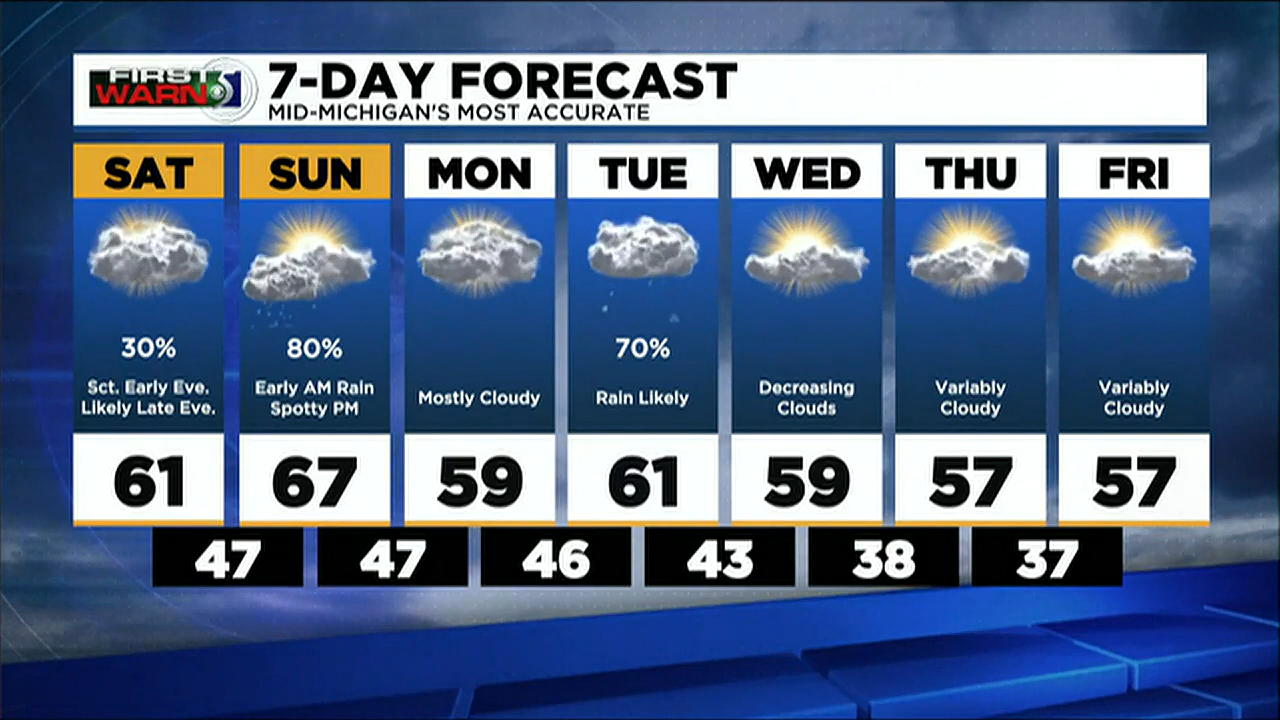 FIRST
WARN 5
7-DAY FORECAST
MID-MICHIGAN'S MOST ACCURATE
SAT
30%
Sct. Early Eve.
Likely Late Eve.
61
SUN
80%
Early AM Rain
Spotty PM
67
MON
Mostly Cloudy
59
TUE
70%
Rain Likely
61
WED
Decreasing
Clouds
59
THU
Variably
Cloudy
57
FRI
Variably
Cloudy
57
47
47
46
43
38
37